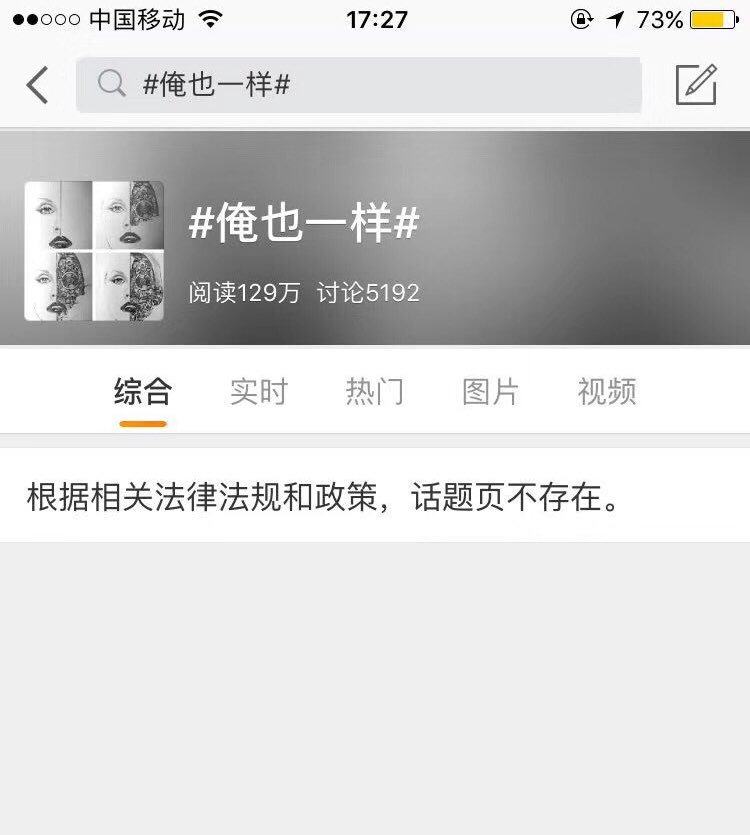 中国移动 17:27 73%
#俺也一样#
#俺也一样#
阅读129万 讨论5192
综合 实时 热门 图片 视频
根据相关法律法规和政策，话题页不存在。